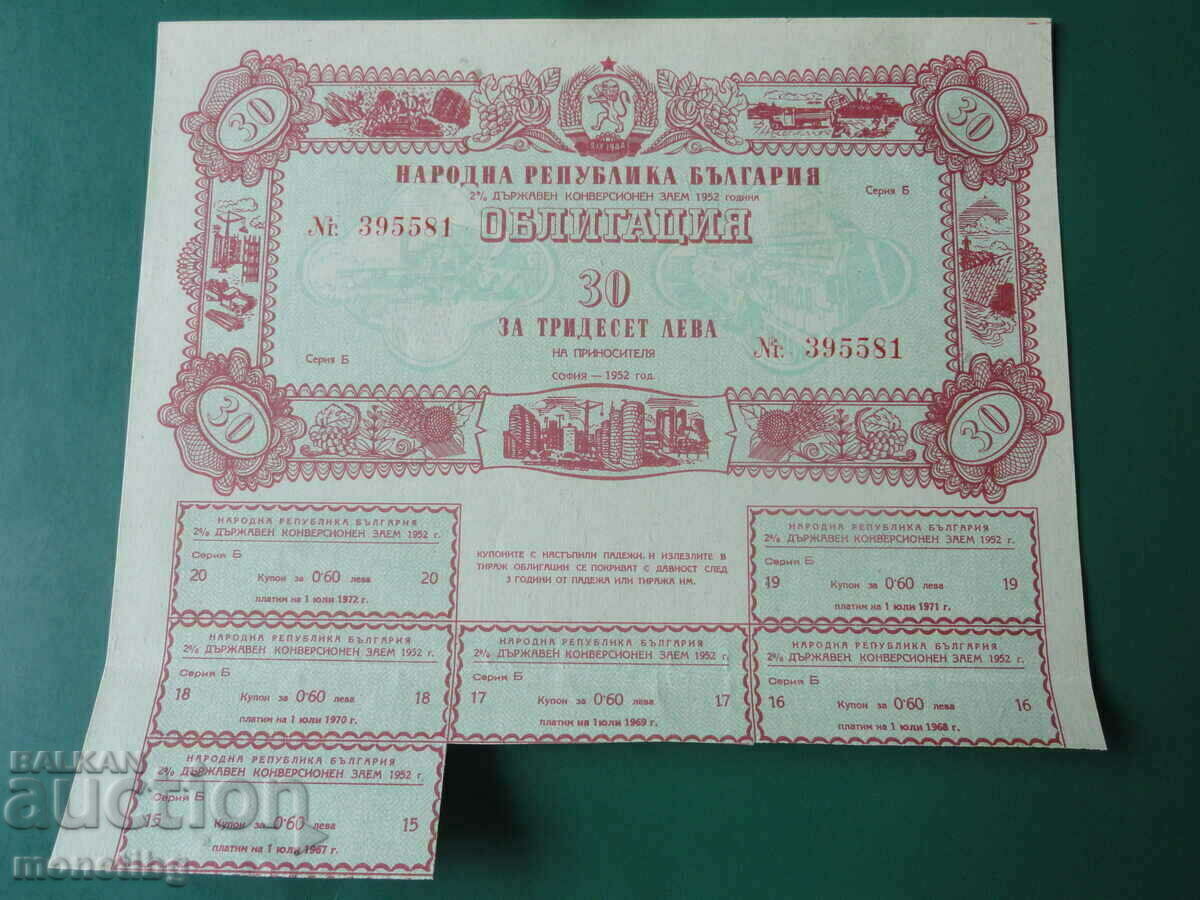 30
30
9 IX 1944
НАРОДНА РЕПУБЛИКА БЪЛГАРИЯ
2% ДЪРЖАВЕН КОНВЕРСИОНЕН ЗАЕМ 1952 година
Серия Б
№: 395581
ОБЛИГАЦИЯ
30
ЗА ТРИДЕСЕТ ЛЕВА
№: 395581
Серия Б
НА ПРИНОСИТЕЛЯ
СОФИЯ — 1952 год.
30
30
НАРОДНА РЕПУБЛИКА БЪЛГАРИЯ
2% ДЪРЖАВЕН КОНВЕРСИОНЕН ЗАЕМ 1952 г.
Серия Б
20 Купон за 0·60 лева 20
платим на 1 юли 1972 г.
КУПОНИТЕ С НАСТЪПИЛИ ПАДЕЖИ, И ИЗЛЕЗЛИТЕ В
ТИРАЖ ОБЛИГАЦИИ СЕ ПОКРИВАТ С ДАВНОСТ СЛЕД
3 ГОДИНИ ОТ ПАДЕЖА ИЛИ ТИРАЖА ИМ.
НАРОДНА РЕПУБЛИКА БЪЛГАРИЯ
2% ДЪРЖАВЕН КОНВЕРСИОНЕН ЗАЕМ 1952 г.
Серия Б
19 Купон за 0·60 лева 19
платим на 1 юли 1971 г.
НАРОДНА РЕПУБЛИКА БЪЛГАРИЯ
2% ДЪРЖАВЕН КОНВЕРСИОНЕН ЗАЕМ 1952 г.
Серия Б
18 Купон за 0·60 лева 18
платим на 1 юли 1970 г.
НАРОДНА РЕПУБЛИКА БЪЛГАРИЯ
2% ДЪРЖАВЕН КОНВЕРСИОНЕН ЗАЕМ 1952 г.
Серия Б
17 Купон за 0·60 лева 17
платим на 1 юли 1969 г.
НАРОДНА РЕПУБЛИКА БЪЛГАРИЯ
2% ДЪРЖАВЕН КОНВЕРСИОНЕН ЗАЕМ 1952 г.
Серия Б
16 Купон за 0·60 лева 16
платим на 1 юли 1968 г.
НАРОДНА РЕПУБЛИКА БЪЛГАРИЯ
2% ДЪРЖАВЕН КОНВЕРСИОНЕН ЗАЕМ 1952 г.
Серия Б
15 Купон за 0·60 лева 15
платим на 1 юли 1967 г.
BALKAN
auction
monetibg